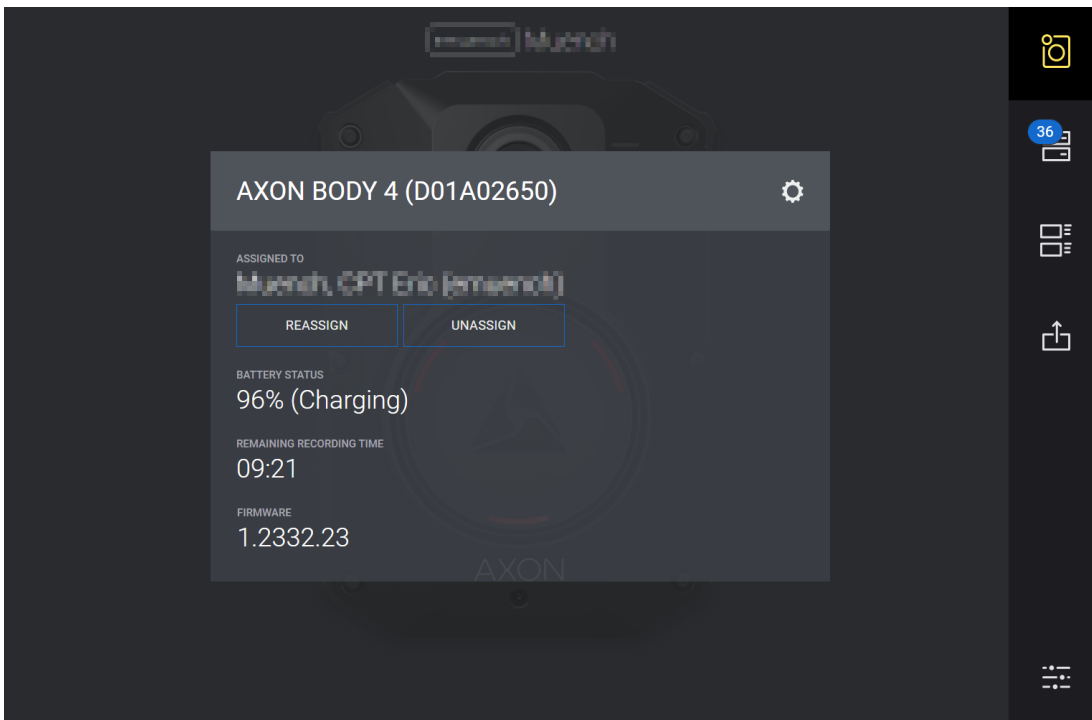 36
AXON BODY 4 (D01A02650)
ASSIGNED TO
REASSIGN
UNASSIGN
BATTERY STATUS
96% (Charging)
REMAINING RECORDING TIME
09:21
FIRMWARE
1.2332.23
AXON